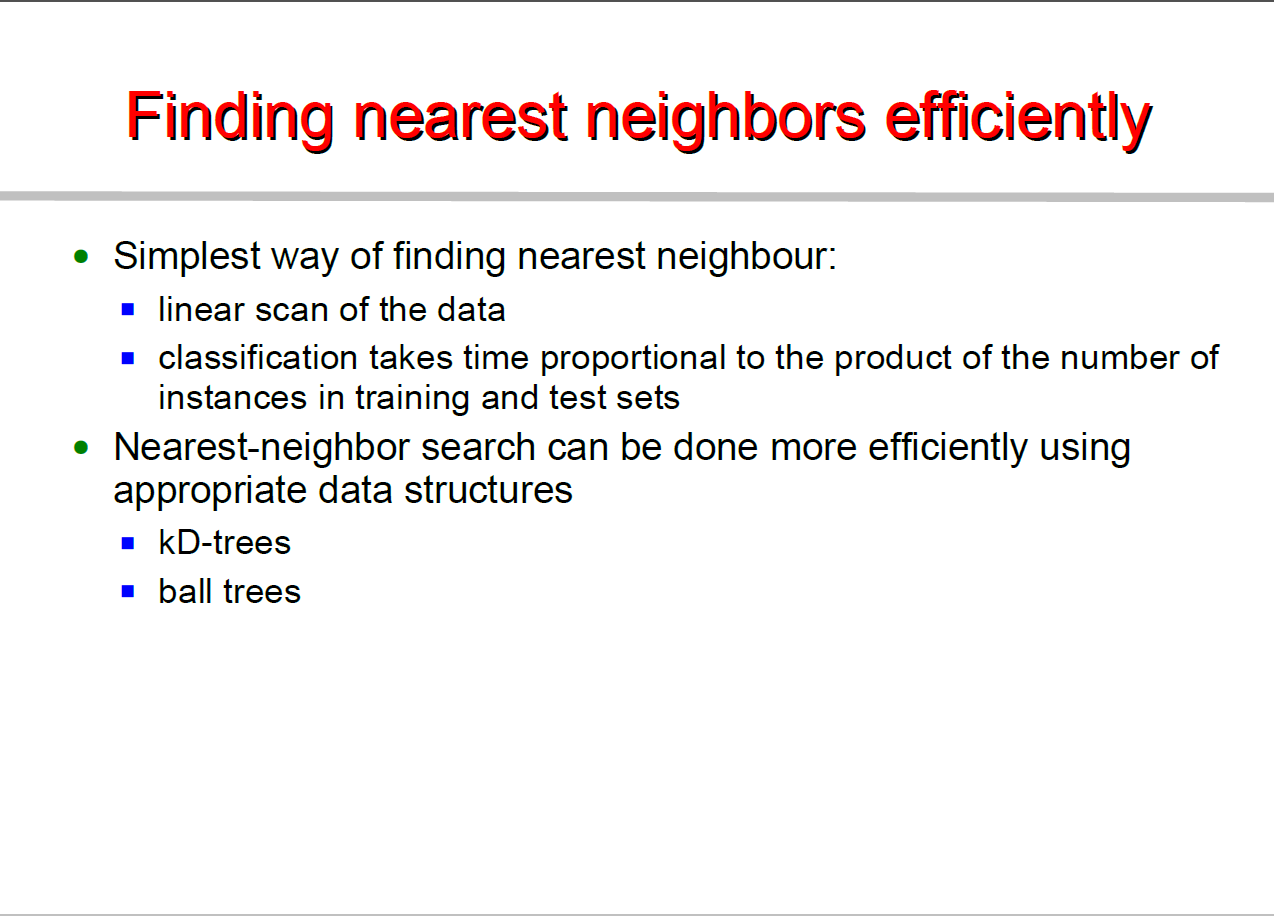 Finding nearest neighbors efficiently
Simplest way of finding nearest neighbour:
linear scan of the data
classification takes time proportional to the product of the number of
instances in training and test sets
Nearest-neighbor search can be done more efficiently using
appropriate data structures
kD-trees
ball trees